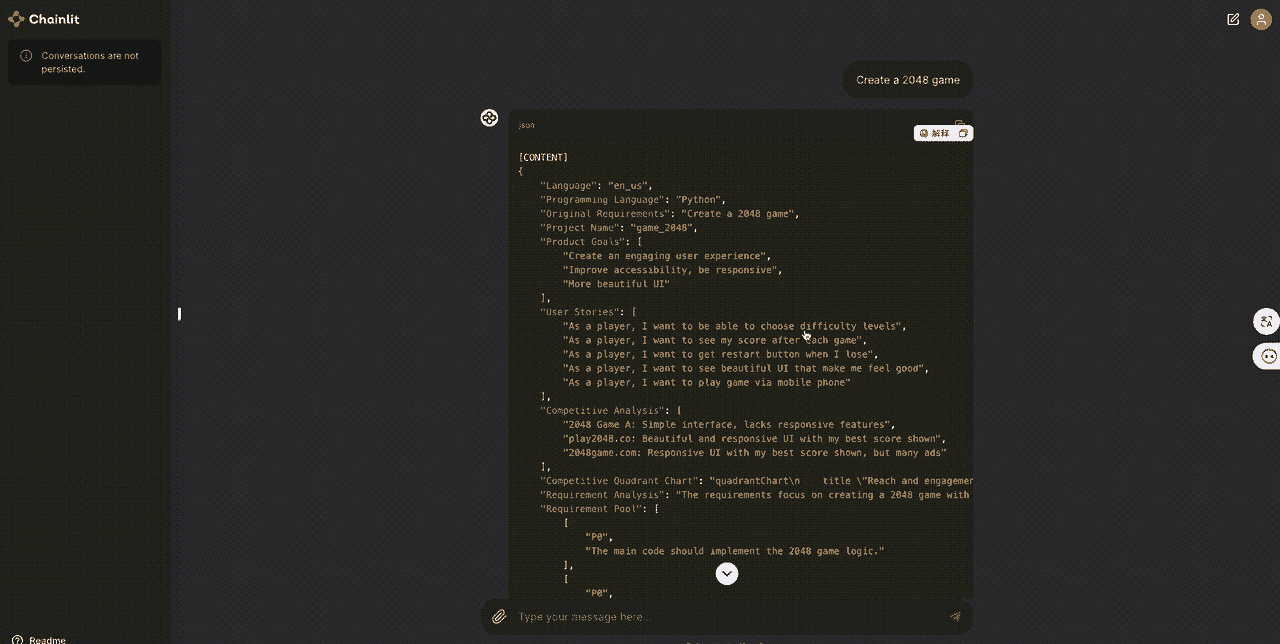 Chainlit
Conversations are not
persisted.
Create a 2048 game
json
解释
[CONTENT]
{
"Language": "en_us",
"Programming Language": "Python",
"Original Requirements": "Create a 2048 game",
"Project Name": "game_2048",
"Product Goals": [
"Create an engaging user experience",
"Improve accessibility, be responsive",
"More beautiful UI"
],
"User Stories": [
"As a player, I want to be able to choose difficulty levels",
"As a player, I want to see my score after each game",
"As a player, I want to get restart button when I lose",
"As a player, I want to see beautiful UI that make me feel good",
"As a player, I want to play game via mobile phone"
],
"Competitive Analysis": [
"2048 Game A: Simple interface, lacks responsive features",
"play2048.co: Beautiful and responsive UI with my best score shown",
"2048game.com: Responsive UI with my best score shown, but many ads"
],
"Competitive Quadrant Chart": "quadrantChart\n    title \"Reach and engagemen
"Requirement Analysis": "The requirements focus on creating a 2048 game with
"Requirement Pool": [
[
"P0",
"The main code should implement the 2048 game logic."
],
[
"P0",
Type your message here...
Readme